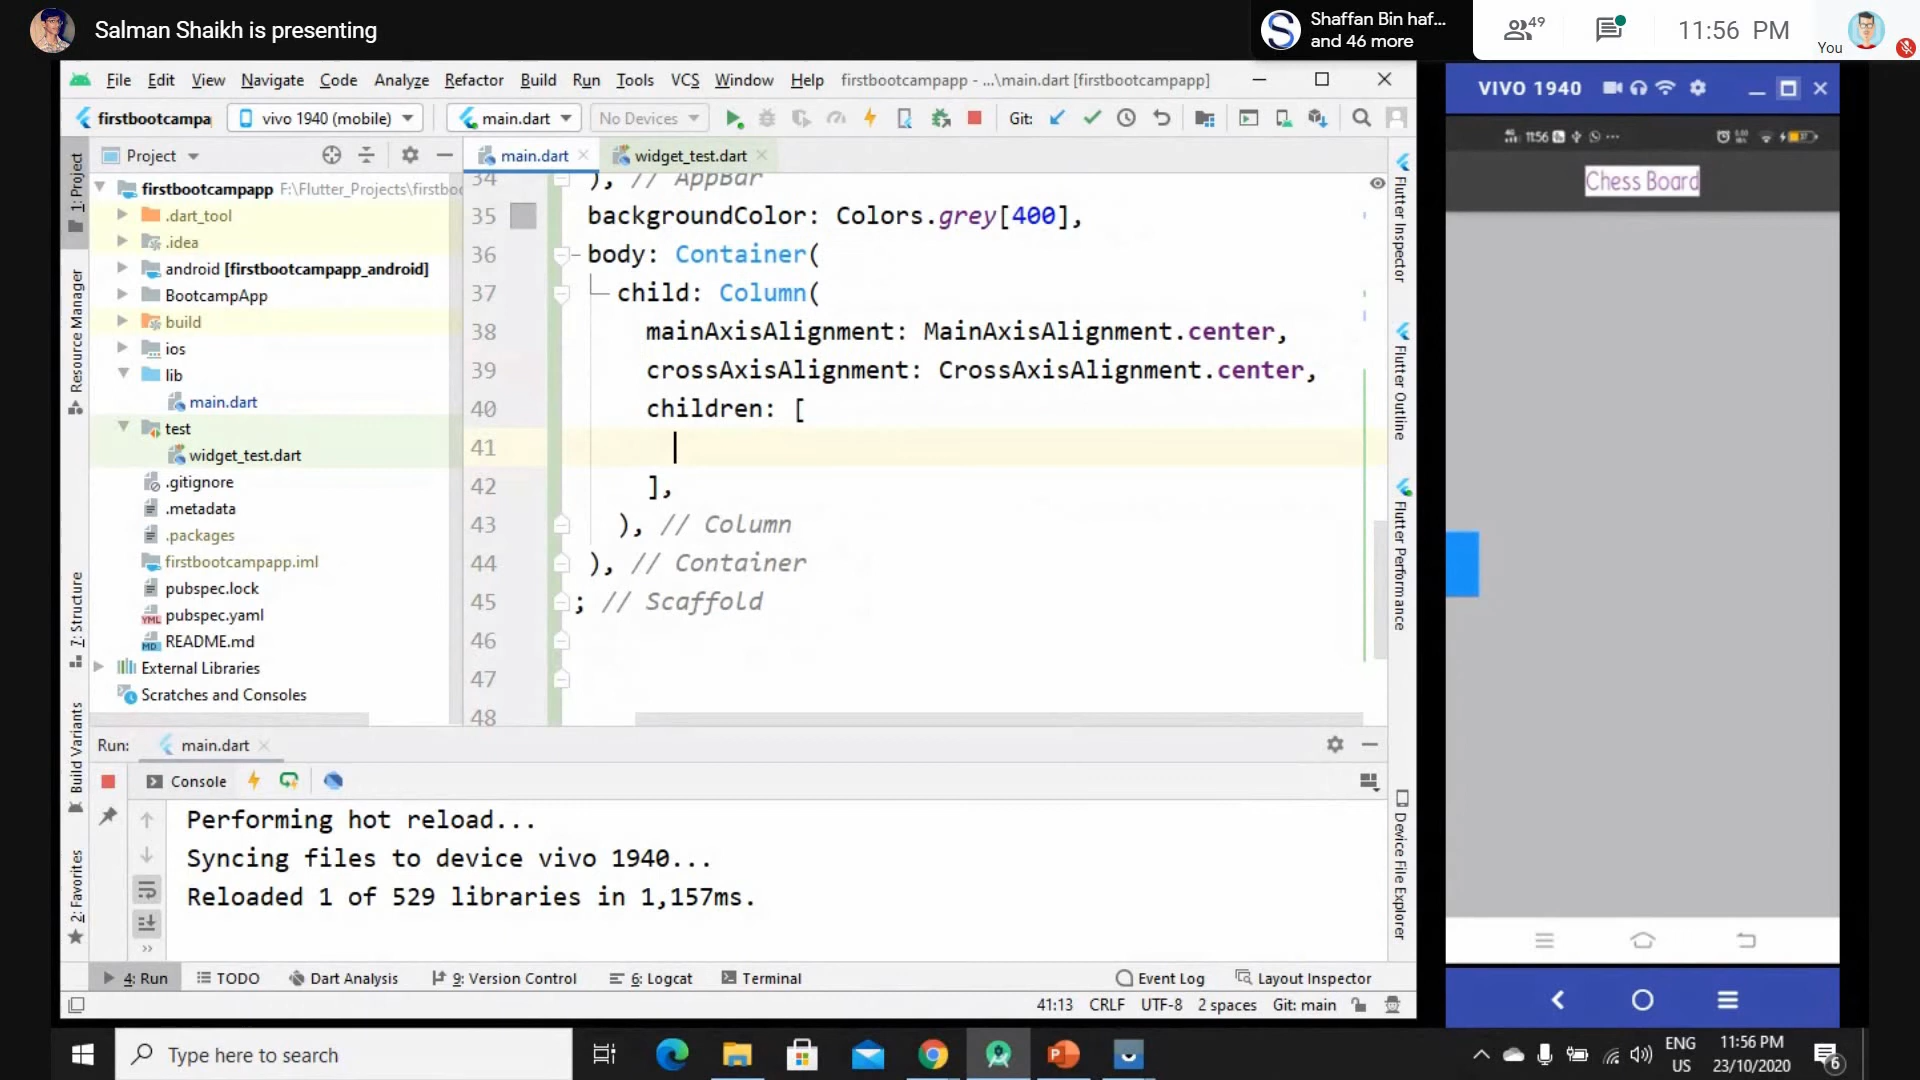 Salman Shaikh is presenting
Shaffan Bin haf...
and 46 more
49
11:56 PM
You
File Edit View Navigate Code Analyze Refactor Build Run Tools VCS Window Help firstbootcampapp - ...\main.dart [firstbootcampapp]
firstbootcampa vivo 1940 (mobile) main.dart No Devices Git:
Project
main.dart
widget_test.dart
1: Project
Resource Manager
7: Structure
Build Variants
2: Favorites
firstbootcampapp F:\Flutter_Projects\firstbo
.dart_tool
.idea
android [firstbootcampapp_android]
BootcampApp
build
ios
lib
main.dart
test
widget_test.dart
.gitignore
.metadata
.packages
firstbootcampapp.iml
pubspec.lock
pubspec.yaml
README.md
External Libraries
Scratches and Consoles
34 ), // AppBar
35 backgroundColor: Colors.grey[400],
36 body: Container(
37 child: Column(
38 mainAxisAlignment: MainAxisAlignment.center,
39 crossAxisAlignment: CrossAxisAlignment.center,
40 children: [
41
42 ],
43 ), // Column
44 ), // Container
45 ; // Scaffold
46
47
48
Flutter Inspector
Flutter Outline
Flutter Performance
Device File Explorer
Run: main.dart
Console
Performing hot reload...
Syncing files to device vivo 1940...
Reloaded 1 of 529 libraries in 1,157ms.
4: Run TODO Dart Analysis 9: Version Control 6: Logcat Terminal Event Log Layout Inspector
41:13 CRLF UTF-8 2 spaces Git: main
VIVO 1940
11:56
Chess Board
Type here to search
ENG
US
11:56 PM
23/10/2020
6